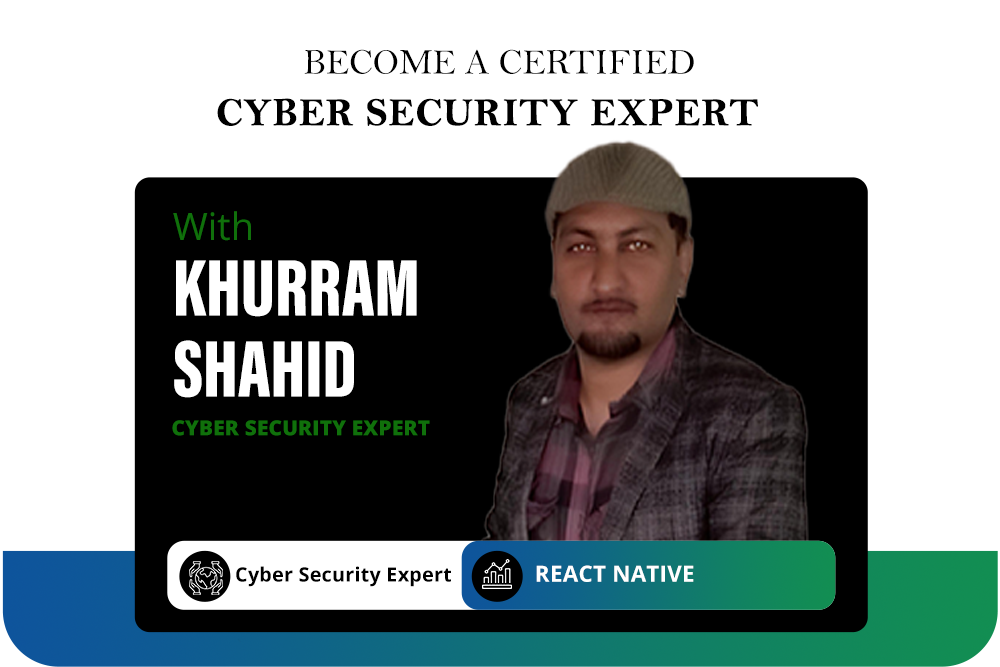 BECOME A CERTIFIED
CYBER SECURITY EXPERT
With
KHURRAM
SHAHID
CYBER SECURITY EXPERT
Cyber Security Expert
REACT NATIVE